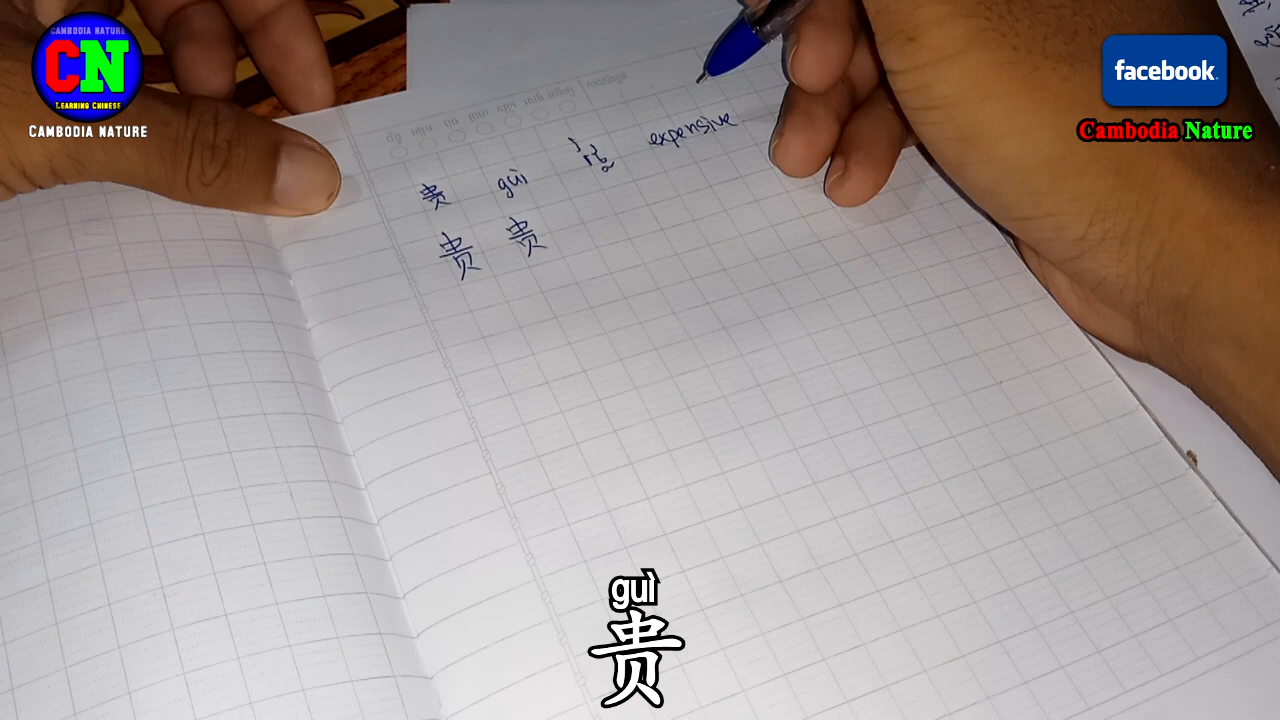 CAMBODIA NATURE
CN
LEARNING CHINESE
CAMBODIA NATURE
facebook
Cambodia Nature
贵 guì ថ្លៃ expensive.
贵 贵
guì
贵